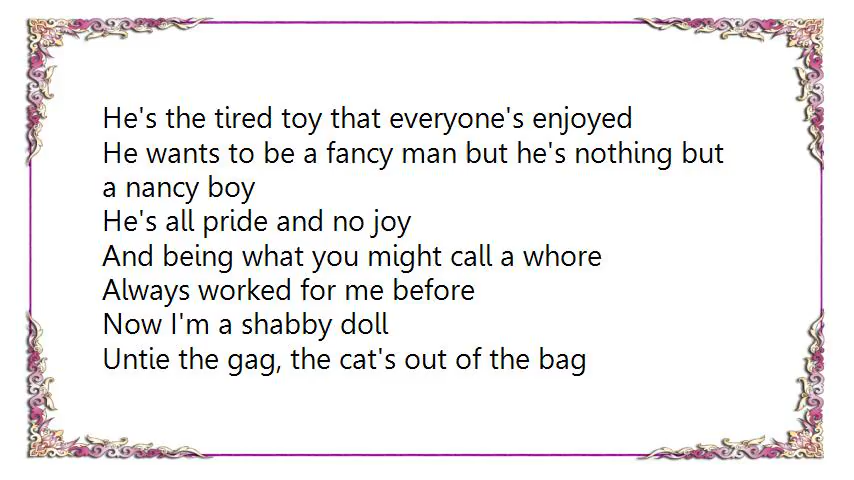 He's the tired toy that everyone's enjoyed
He wants to be a fancy man but he's nothing but
a nancy boy
He's all pride and no joy
And being what you might call a whore
Always worked for me before
Now I'm a shabby doll
Untie the gag, the cat's out of the bag